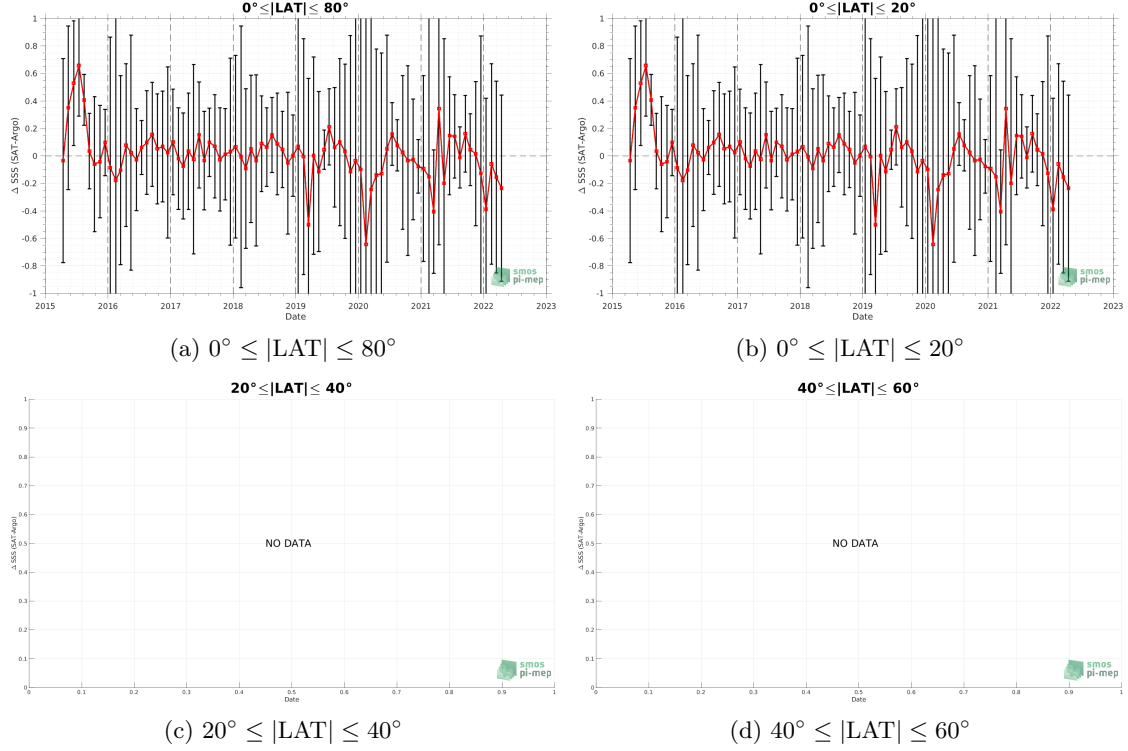 0°≤|LAT|≤ 80°
1
0.8
0.6
0.4
0.2
0
-0.2
-0.4
-0.6
-0.8
-1
Δ SSS (SAT-Argo)
2015 2016 2017 2018 2019 2020 2021 2022 2023
Date
smos
pi-mep
(a) 0° ≤ |LAT| ≤ 80°
0°≤|LAT|≤ 20°
1
0.8
0.6
0.4
0.2
0
-0.2
-0.4
-0.6
-0.8
-1
Δ SSS (SAT-Argo)
2015 2016 2017 2018 2019 2020 2021 2022 2023
Date
smos
pi-mep
(b) 0° ≤ |LAT| ≤ 20°
20°≤|LAT|≤ 40°
1
0.9
0.8
0.7
0.6
0.5
0.4
0.3
0.2
0.1
0
Δ SSS (SAT-Argo)
NO DATA
0 0.1 0.2 0.3 0.4 0.5 0.6 0.7 0.8 0.9 1
Date
smos
pi-mep
(c) 20° ≤ |LAT| ≤ 40°
40°≤|LAT|≤ 60°
1
0.9
0.8
0.7
0.6
0.5
0.4
0.3
0.2
0.1
0
Δ SSS (SAT-Argo)
NO DATA
0 0.1 0.2 0.3 0.4 0.5 0.6 0.7 0.8 0.9 1
Date
smos
pi-mep
(d) 40° ≤ |LAT| ≤ 60°